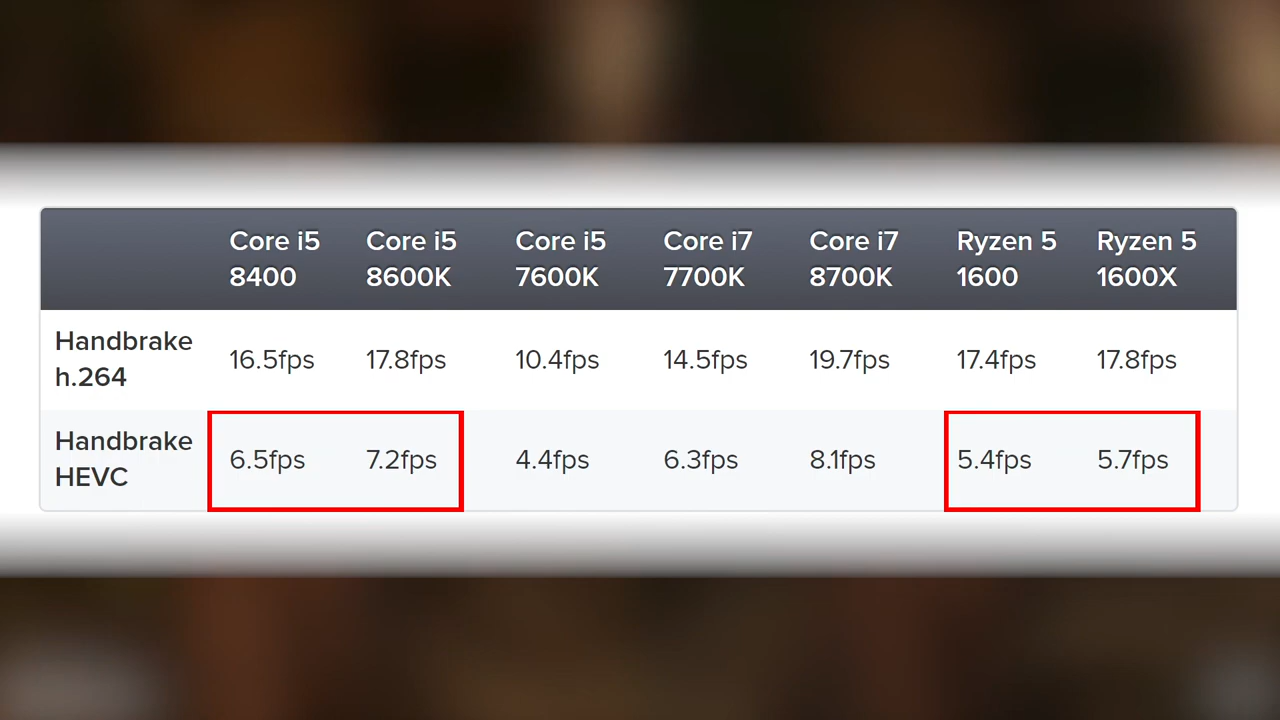 Core i5 Core i5 Core i5 Core i7 Core i7 Ryzen 5 Ryzen 5
8400 8600K 7600K 7700K 8700K 1600 1600X
Handbrake
h.264
16.5fps 17.8fps 10.4fps 14.5fps 19.7fps 17.4fps 17.8fps
Handbrake
HEVC
6.5fps 7.2fps 4.4fps 6.3fps 8.1fps 5.4fps 5.7fps